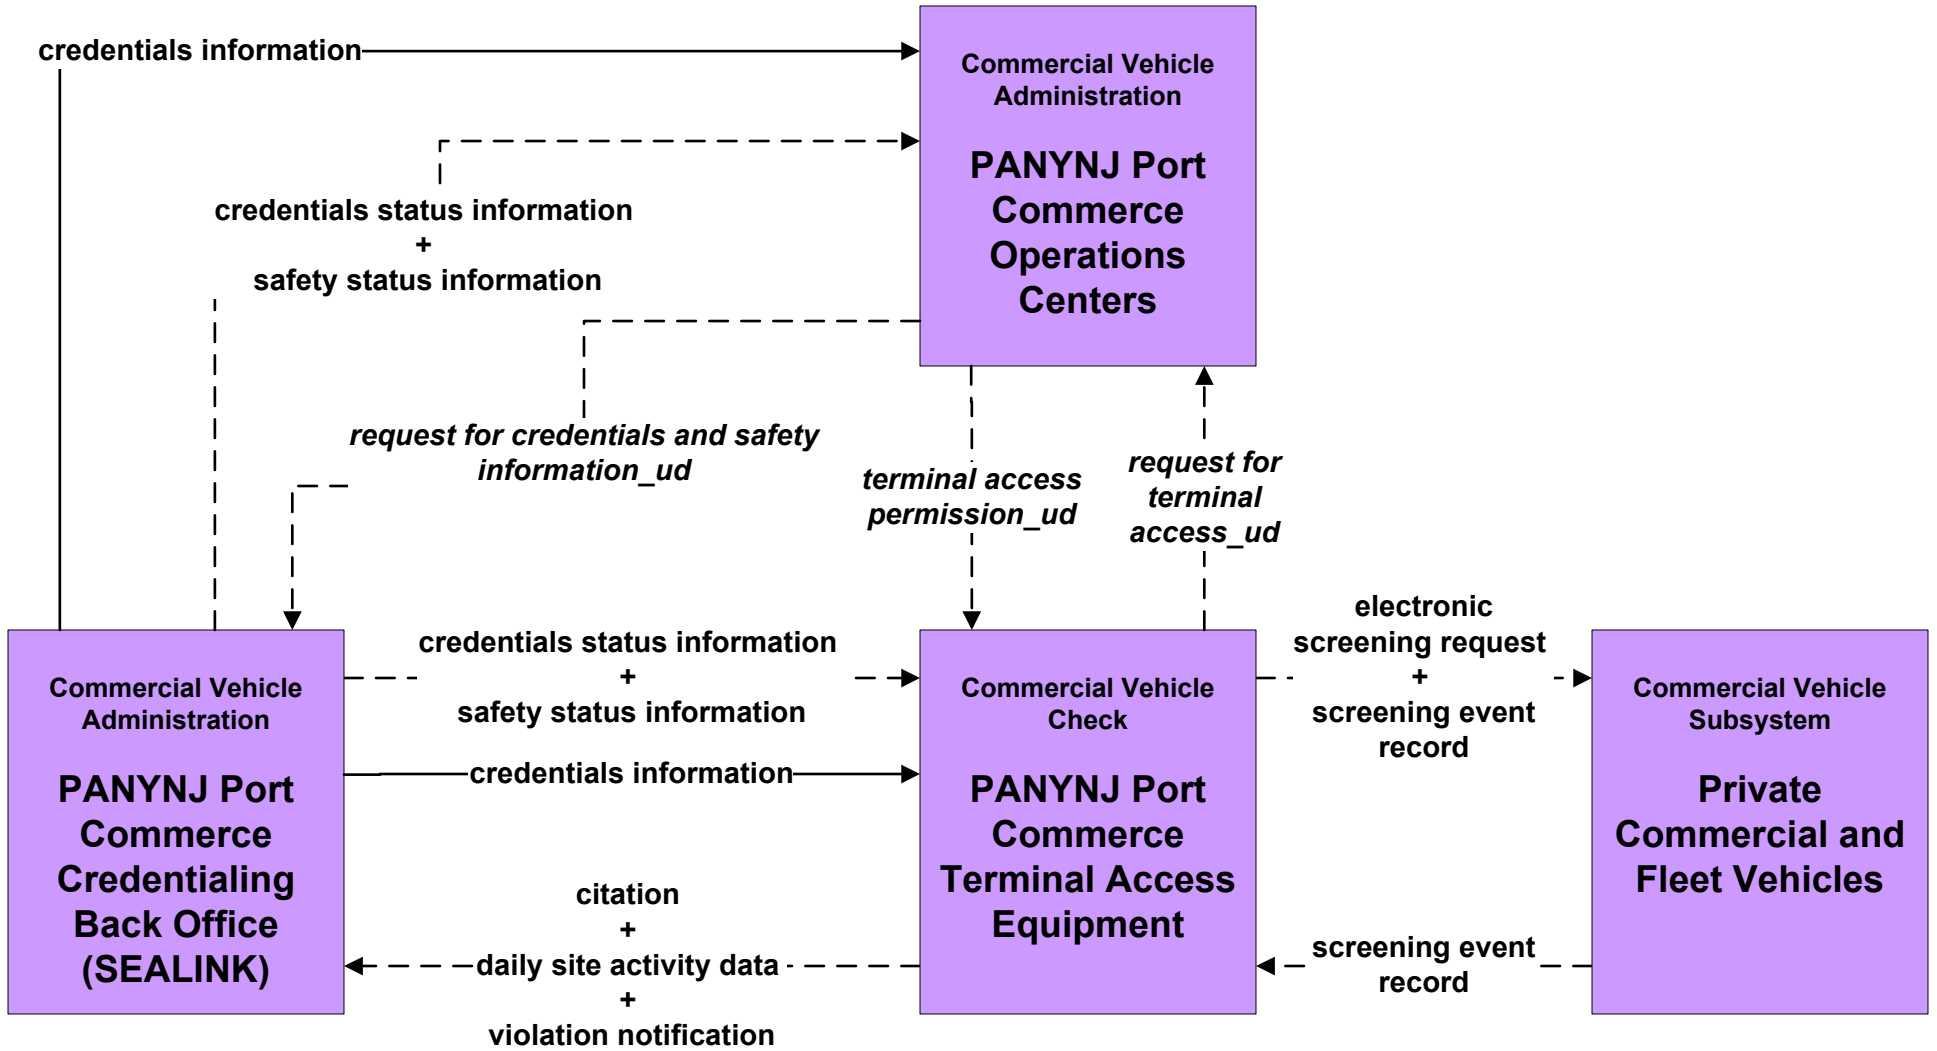 credentials information
Commercial Vehicle
Administration
PANYNJ Port
Commerce
Operations
Centers
credentials status information
+
safety status information
request for credentials and safety
information_ud
terminal access
permission_ud
request for
terminal
access_ud
Commercial Vehicle
Administration
PANYNJ Port
Commerce
Credentialing
Back Office
(SEALINK)
credentials status information
+
safety status information
credentials information
citation
+
daily site activity data
+
violation notification
Commercial Vehicle
Check
PANYNJ Port
Commerce
Terminal Access
Equipment
electronic
screening request
+
screening event
record
screening event
record
Commercial Vehicle
Subsystem
Private
Commercial and
Fleet Vehicles